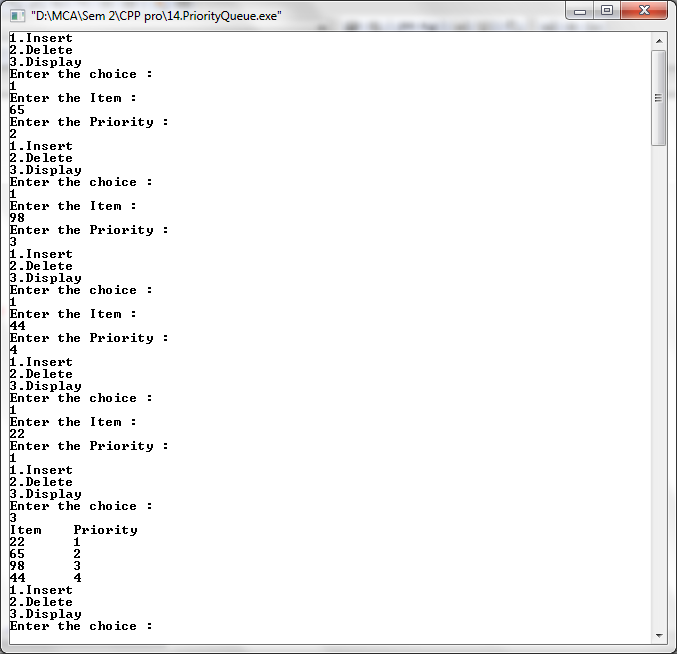 "D:\MCA\Sem 2\CPP pro\14.PriorityQueue.exe"
1.Insert
2.Delete
3.Display
Enter the choice :
1
Enter the Item :
65
Enter the Priority :
2
1.Insert
2.Delete
3.Display
Enter the choice :
1
Enter the Item :
98
Enter the Priority :
3
1.Insert
2.Delete
3.Display
Enter the choice :
1
Enter the Item :
44
Enter the Priority :
4
1.Insert
2.Delete
3.Display
Enter the choice :
1
Enter the Item :
22
Enter the Priority :
1
1.Insert
2.Delete
3.Display
Enter the choice :
3
Item    Priority
22      1
65      2
98      3
44      4
1.Insert
2.Delete
3.Display
Enter the choice :